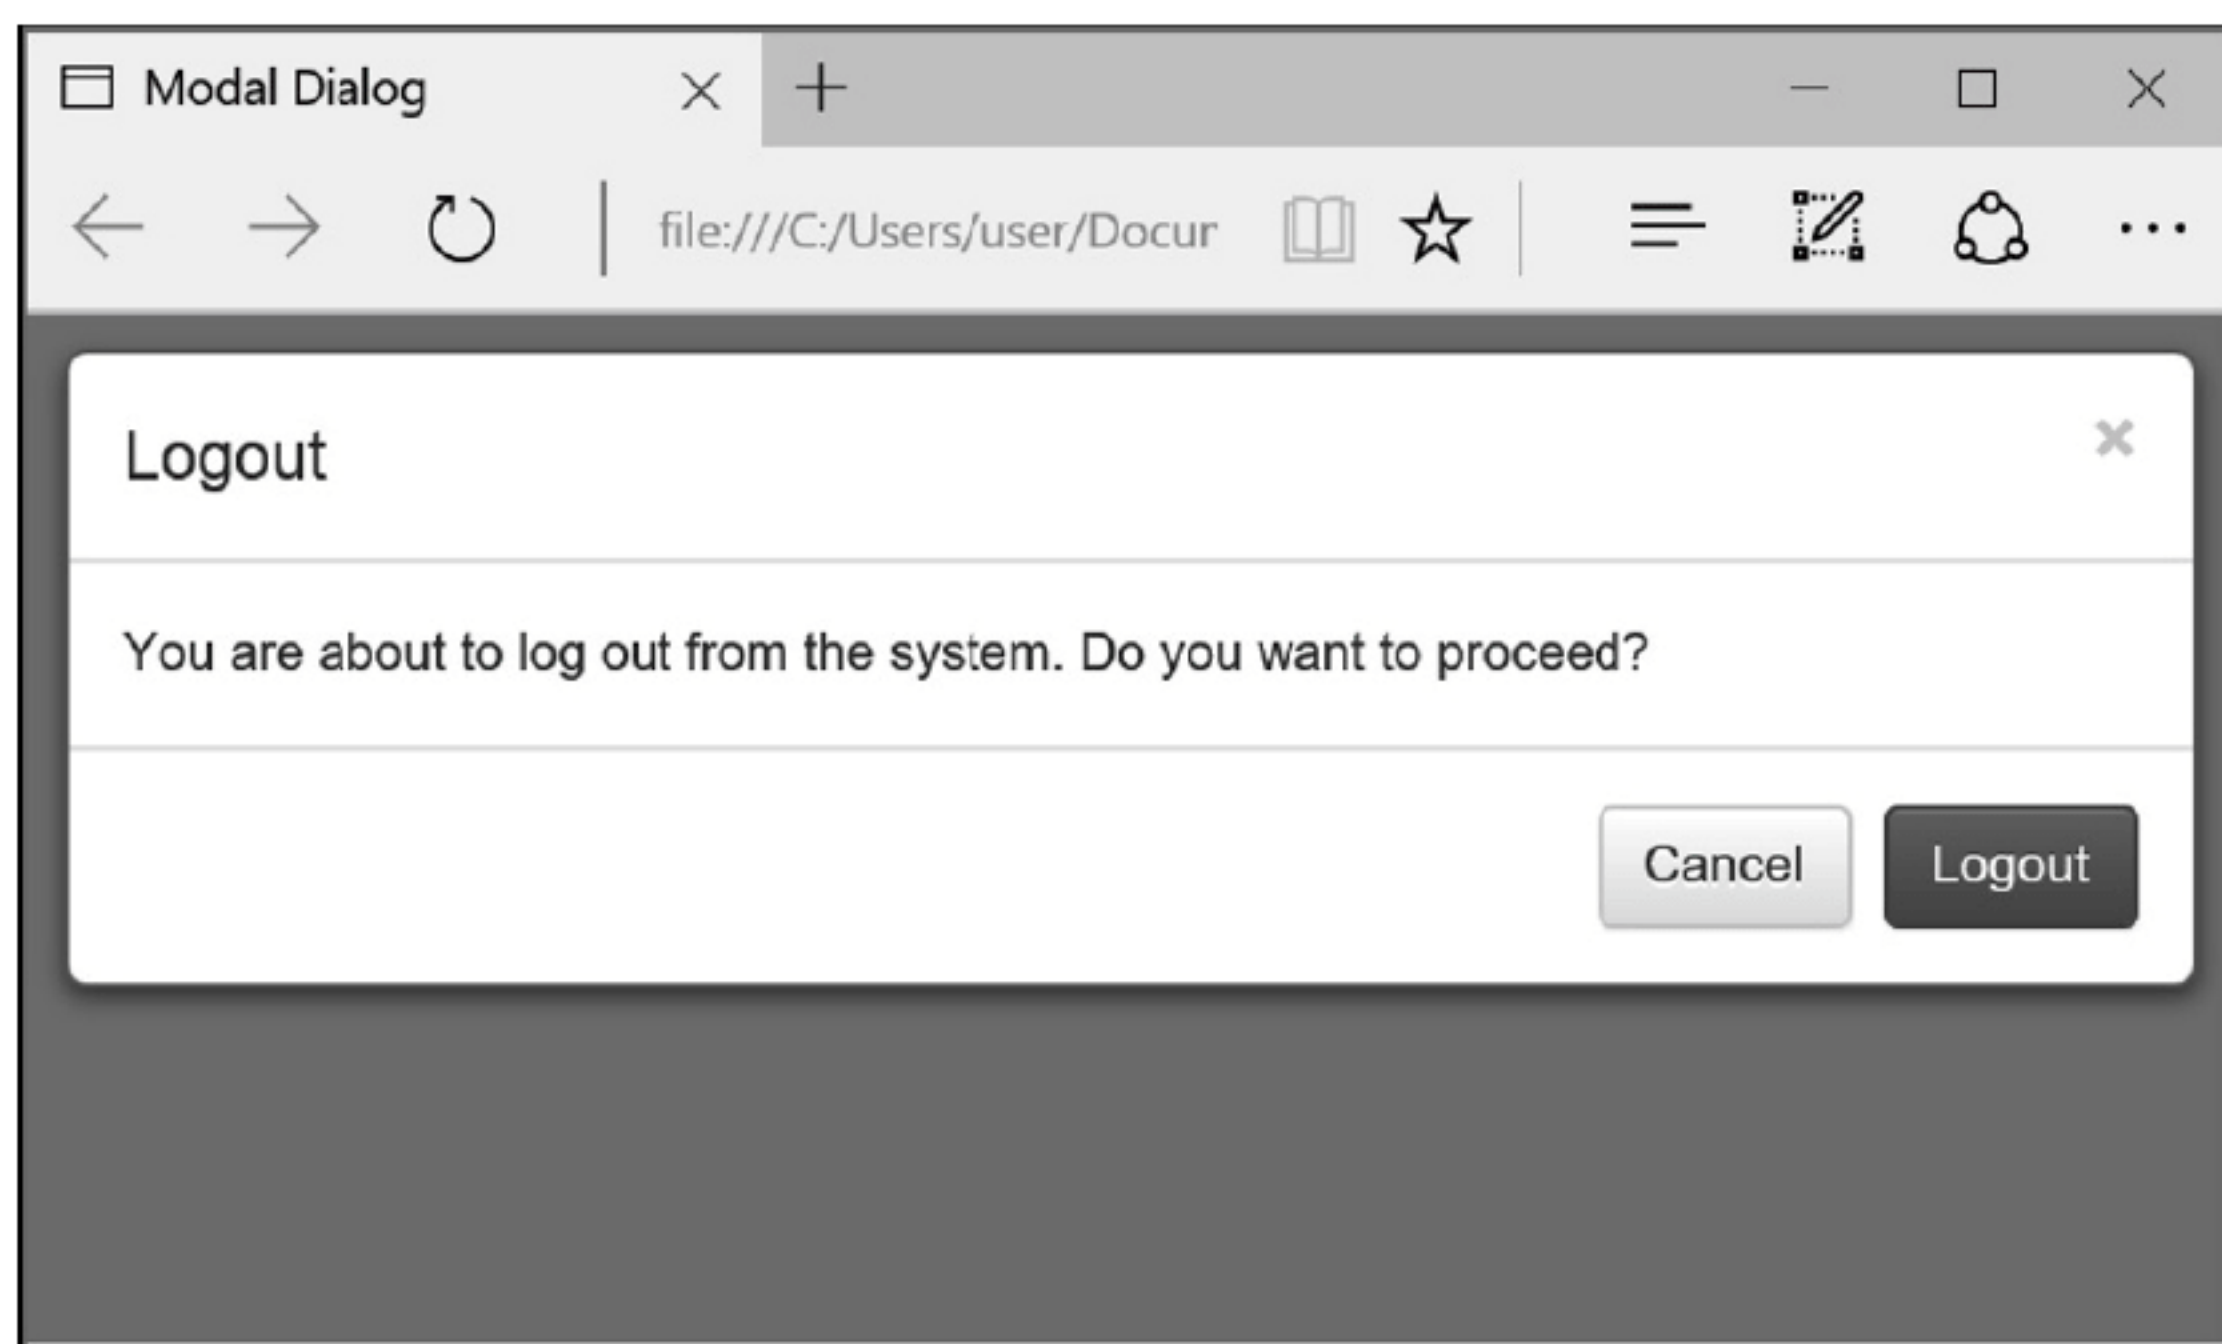 Modal Dialog
file:///C:/Users/user/Docur
Logout
You are about to log out from the system. Do you want to proceed?
Cancel Logout